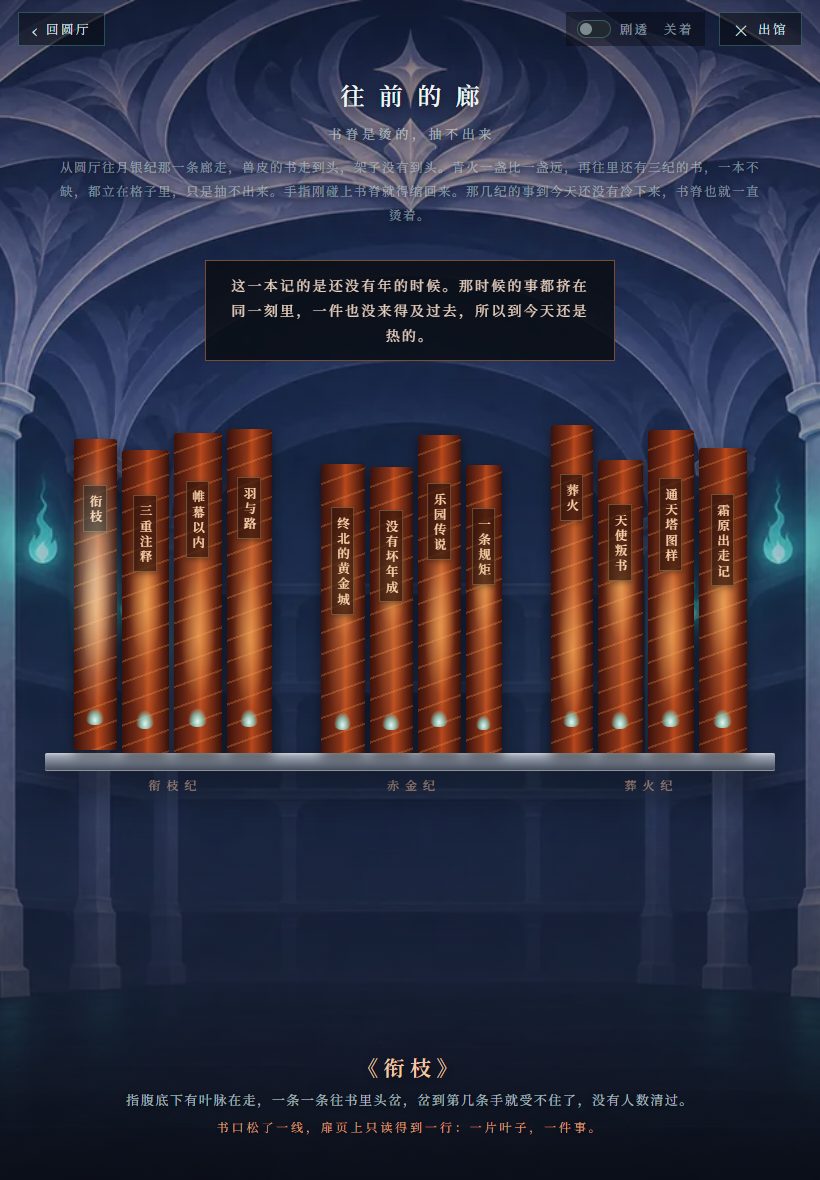 ‹ 回圆厅
剧透 关着
× 出馆
往前的廊
书脊是烫的，抽不出来
从圆厅往月银纪那一条廊走，兽皮的书走到头，架子没有到头。青火一盏比一盏远，再往里还有三纪的书，一本不
缺，都立在格子里，只是抽不出来。手指刚碰上书脊就得缩回来。那几纪的事到今天还没有冷下来，书脊也就一直
烫着。
这一本记的是还没有年的时候。那时候的事都挤在
同一刻里，一件也没来得及过去，所以到今天还是
热的。
衔枝
三重注释
帷幕以内
羽与路
终北的黄金城
没有坏年成
乐园传说
一条规矩
葬火
天使叛书
通天塔图样
霜原出走记
衔枝纪
赤金纪
葬火纪
《衔枝》
指腹底下有叶脉在走，一条一条往书里头岔，岔到第几条手就受不住了，没有人数清过。
书口松了一线，扉页上只读得到一行：一片叶子，一件事。